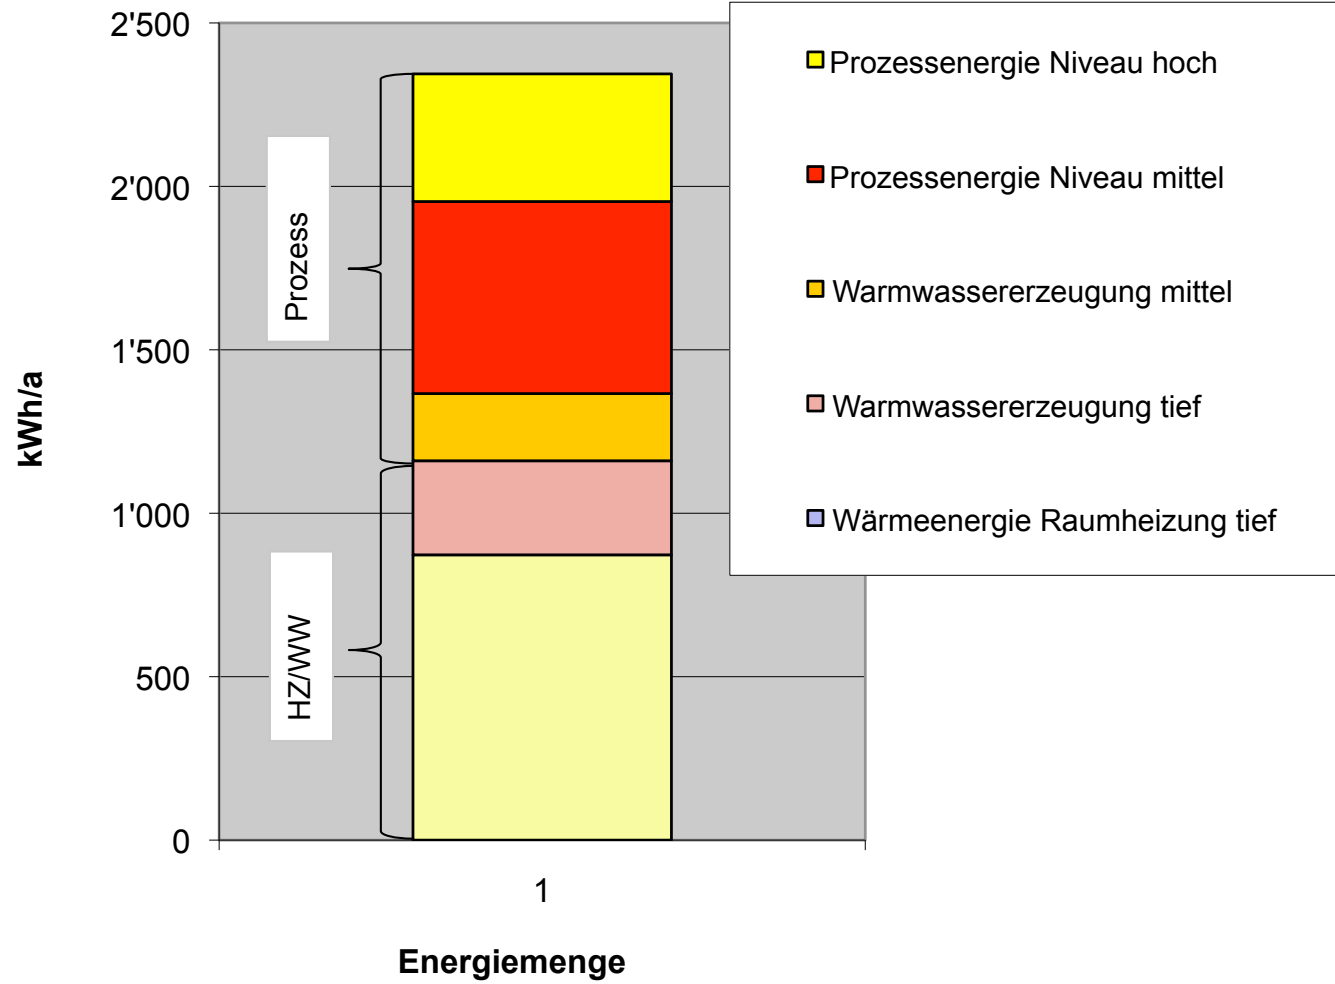 2'500
2'000
1'500
1'000
500
0
kWh/a
Prozess
HZ/WW
1
Energiemenge
Prozessenergie Niveau hoch
Prozessenergie Niveau mittel
Warmwassererzeugung mittel
Warmwassererzeugung tief
Wärmeenergie Raumheizung tief